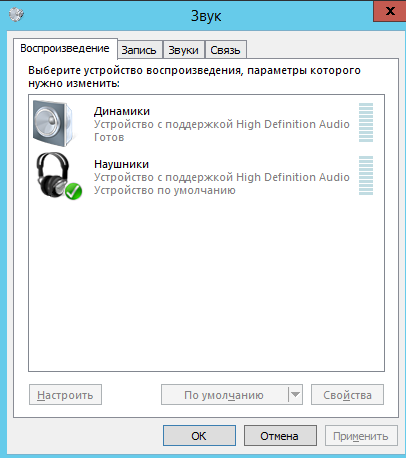 Звук
Воспроизведение Запись Звуки Связь
Выберите устройство воспроизведения, параметры которого
нужно изменить:
Динамики
Устройство с поддержкой High Definition Audio
Готов
Наушники
Устройство с поддержкой High Definition Audio
Устройство по умолчанию
Настроить По умолчанию Свойства
ОК Отмена Применить